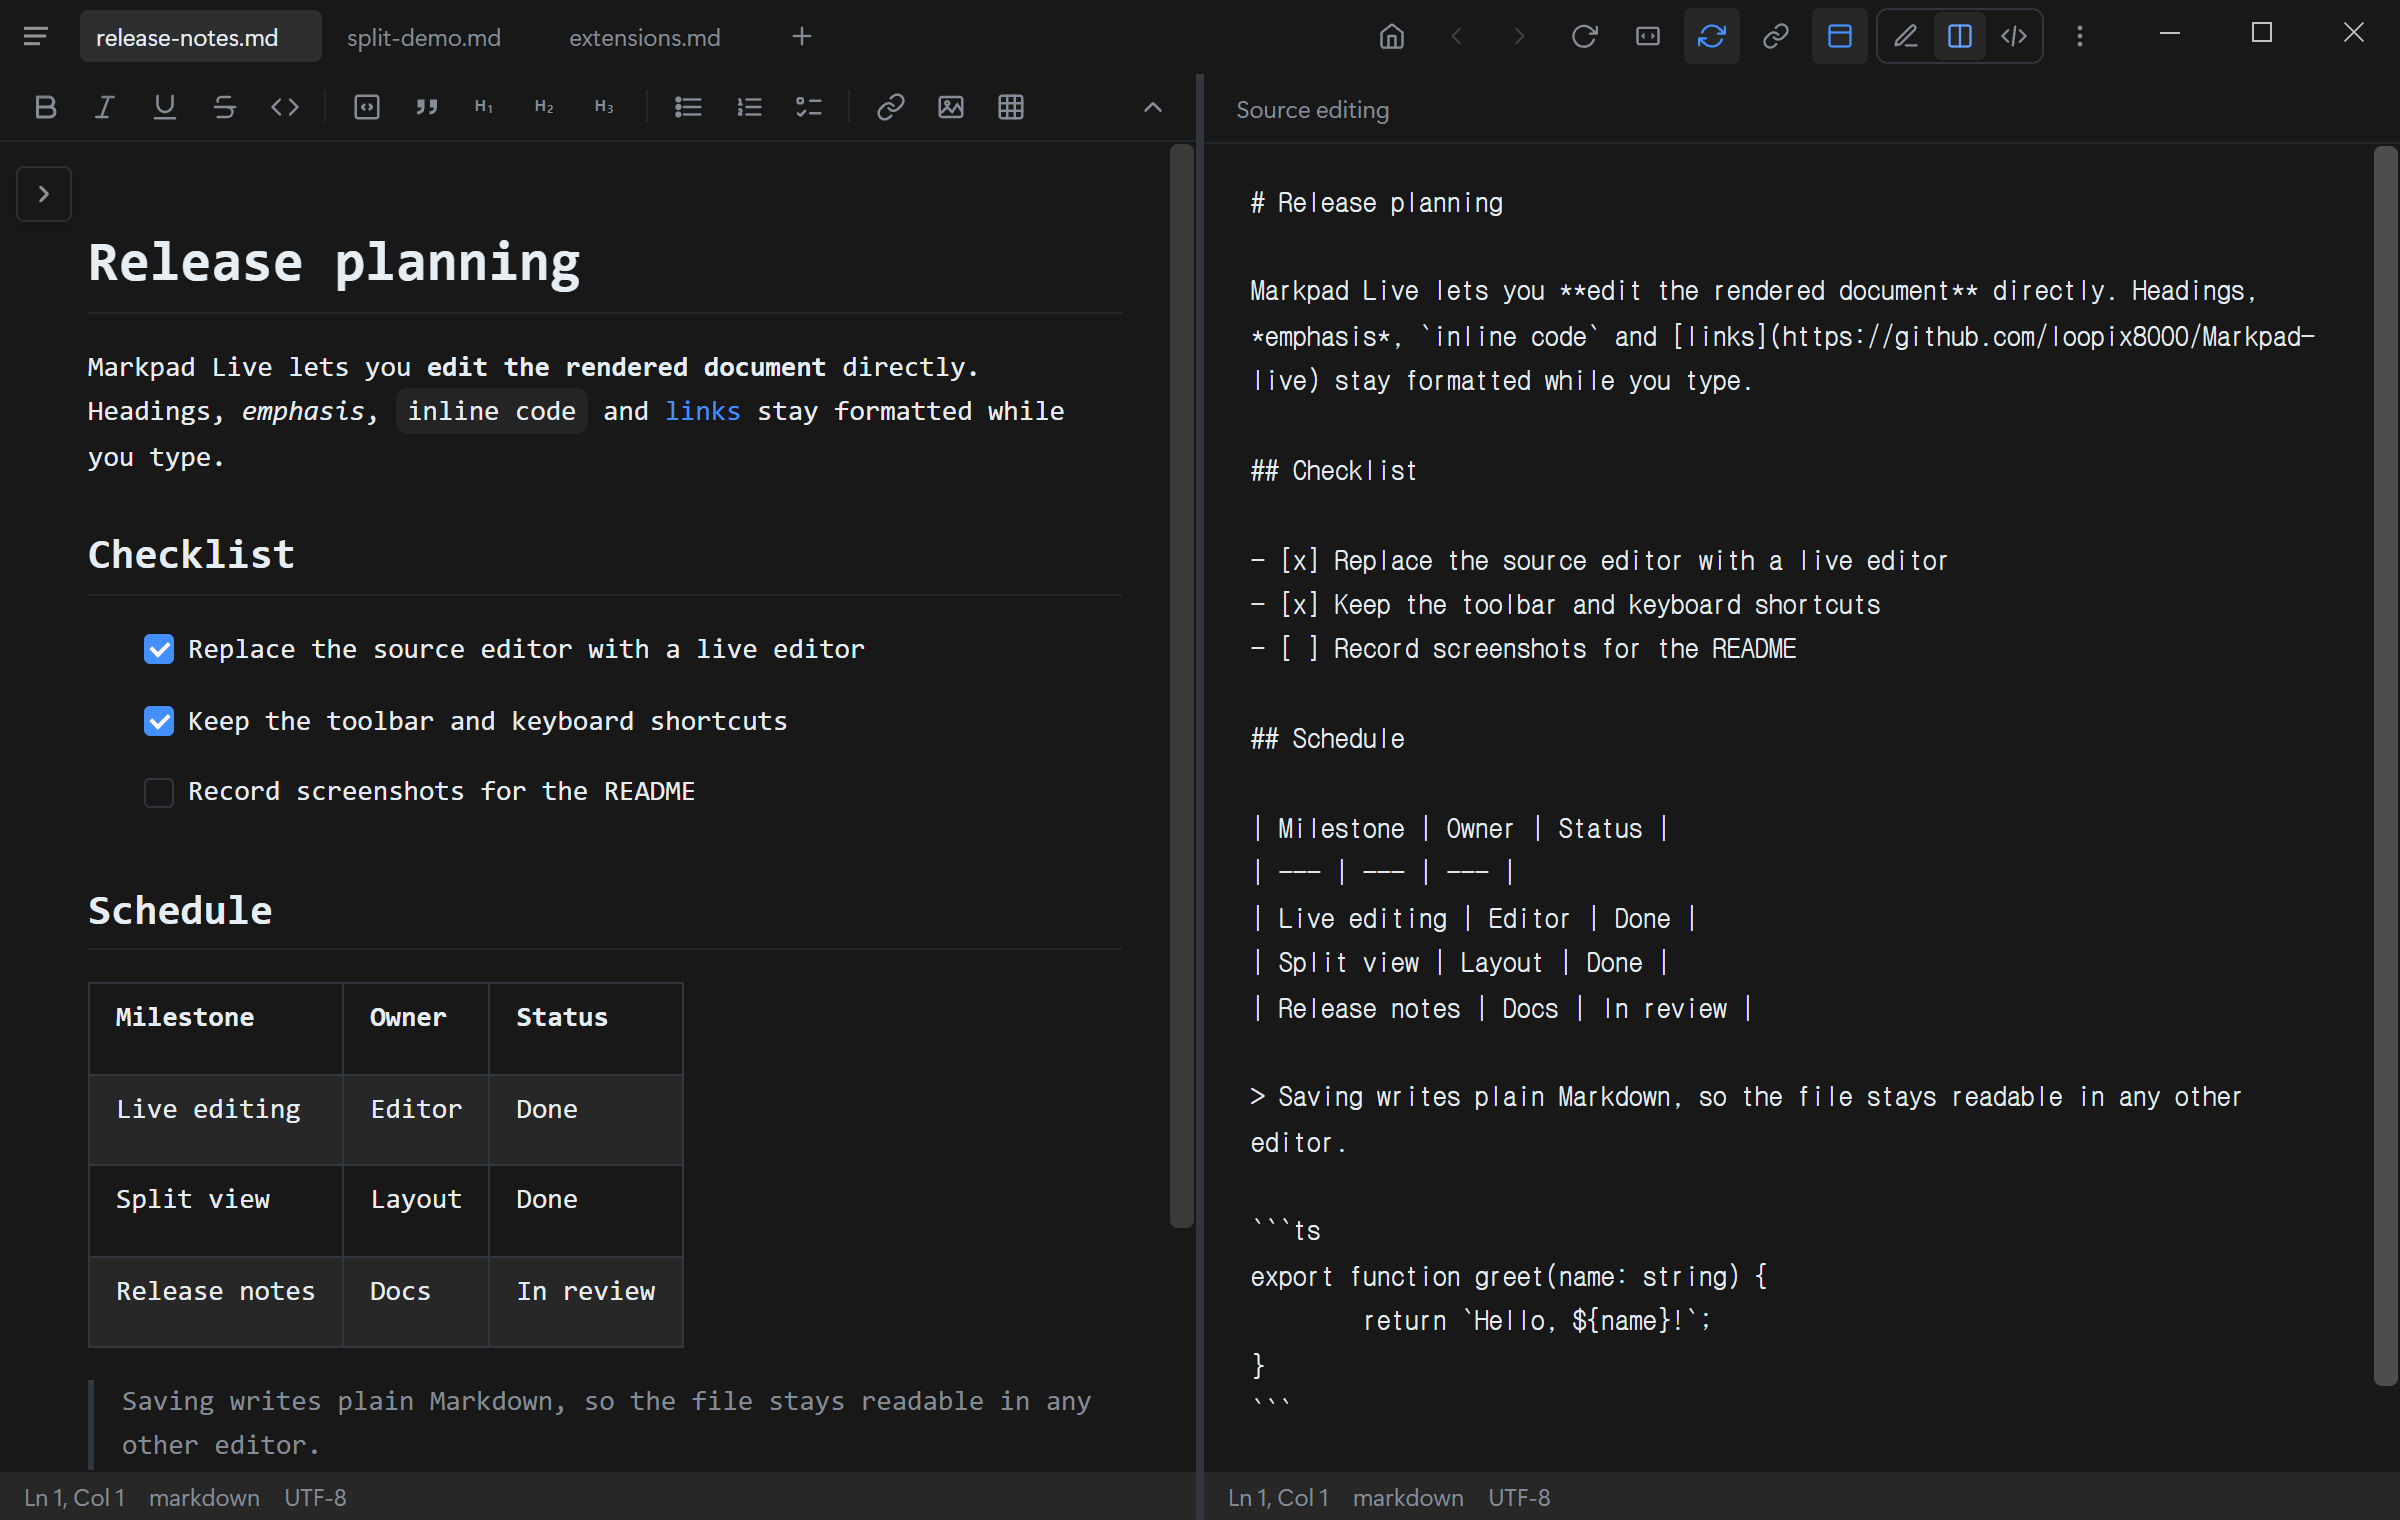 release-notes.md
split-demo.md
extensions.md
H1
H2
H3
Release planning
Markpad Live lets you edit the rendered document directly.
Headings, emphasis, inline code and links stay formatted while
you type.
Checklist
Replace the source editor with a live editor
Keep the toolbar and keyboard shortcuts
Record screenshots for the README
Schedule
Milestone Owner Status
Live editing Editor Done
Split view Layout Done
Release notes Docs In review
Saving writes plain Markdown, so the file stays readable in any
other editor.
Ln 1, Col 1 markdown UTF-8
Source editing
# Release planning
Markpad Live lets you **edit the rendered document** directly. Headings,
*emphasis*, `inline code` and [links](https://github.com/loopix8000/Markpad-
live) stay formatted while you type.
## Checklist
- [x] Replace the source editor with a live editor
- [x] Keep the toolbar and keyboard shortcuts
- [ ] Record screenshots for the README
## Schedule
| Milestone | Owner | Status |
| --- | --- | --- |
| Live editing | Editor | Done |
| Split view | Layout | Done |
| Release notes | Docs | In review |
> Saving writes plain Markdown, so the file stays readable in any other
editor.
```ts
export function greet(name: string) {
return `Hello, ${name}!`;
}
```
Ln 1, Col 1 markdown UTF-8